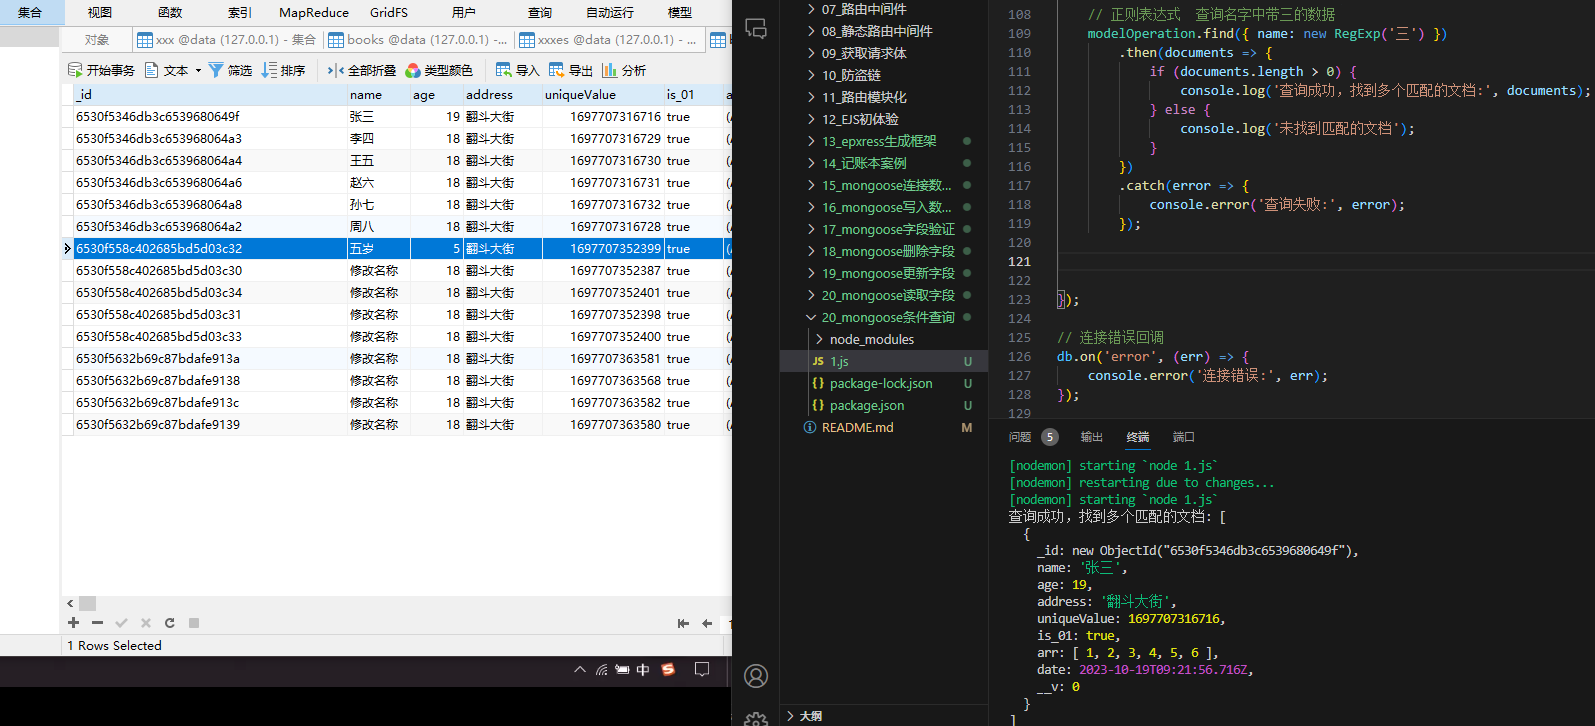 集合 视图 函数 索引 MapReduce GridFS 用户 查询 自动运行 模型
对象 xxx @data (127.0.0.1) - 集合 books @data (127.0.0.1) -... xxxes @data (127.0.0.1) - ...
开始事务 文本 筛选 排序 全部折叠 类型颜色 导入 导出 分析
_id name age address uniqueValue is_01 a
6530f5346db3c6539680649f 张三 19 翻斗大街 1697707316716 true (A
6530f5346db3c653968064a3 李四 18 翻斗大街 1697707316729 true (A
6530f5346db3c653968064a4 王五 18 翻斗大街 1697707316730 true (A
6530f5346db3c653968064a6 赵六 18 翻斗大街 1697707316731 true (A
6530f5346db3c653968064a8 孙七 18 翻斗大街 1697707316732 true (A
6530f5346db3c653968064a2 周八 18 翻斗大街 1697707316728 true (A
6530f558c402685bd5d03c32 五岁 5 翻斗大街 1697707352399 true (A
6530f558c402685bd5d03c30 修改名称 18 翻斗大街 1697707352387 true (A
6530f558c402685bd5d03c34 修改名称 18 翻斗大街 1697707352401 true (A
6530f558c402685bd5d03c31 修改名称 18 翻斗大街 1697707352398 true (A
6530f558c402685bd5d03c33 修改名称 18 翻斗大街 1697707352400 true (A
6530f5632b69c87bdafe913a 修改名称 18 翻斗大街 1697707363581 true (A
6530f5632b69c87bdafe9138 修改名称 18 翻斗大街 1697707363568 true (A
6530f5632b69c87bdafe913c 修改名称 18 翻斗大街 1697707363582 true (A
6530f5632b69c87bdafe9139 修改名称 18 翻斗大街 1697707363580 true (A
1 Rows Selected
中
07_路由中间件
08_静态路由中间件
09_获取请求体
10_防盗链
11_路由模块化
12_EJS初体验
13_epxress生成框架
14_记账本案例
15_mongoose连接数...
16_mongoose写入数...
17_mongoose字段验证
18_mongoose删除字段
19_mongoose更新字段
20_mongoose读取字段
20_mongoose条件查询
node_modules
JS 1.js U
{} package-lock.json U
{} package.json U
README.md M
大纲
108 // 正则表达式 查询名字中带三的数据
109 modelOperation.find({ name: new RegExp('三') })
110 .then(documents => {
111 if (documents.length > 0) {
112 console.log('查询成功, 找到多个匹配的文档:', documents);
113 } else {
114 console.log('未找到匹配的文档');
115 }
116 })
117 .catch(error => {
118 console.error('查询失败:', error);
119 });
120
121
122
123 });
124
125 // 连接错误回调
126 db.on('error', (err) => {
127 console.error('连接错误:', err);
128 });
129
问题 5 输出 终端 端口
[nodemon] starting `node 1.js`
[nodemon] restarting due to changes...
[nodemon] starting `node 1.js`
查询成功, 找到多个匹配的文档: [
{
_id: new ObjectId("6530f5346db3c6539680649f"),
name: '张三',
age: 19,
address: '翻斗大街',
uniqueValue: 1697707316716,
is_01: true,
arr: [ 1, 2, 3, 4, 5, 6 ],
date: 2023-10-19T09:21:56.716Z,
__v: 0
}
]